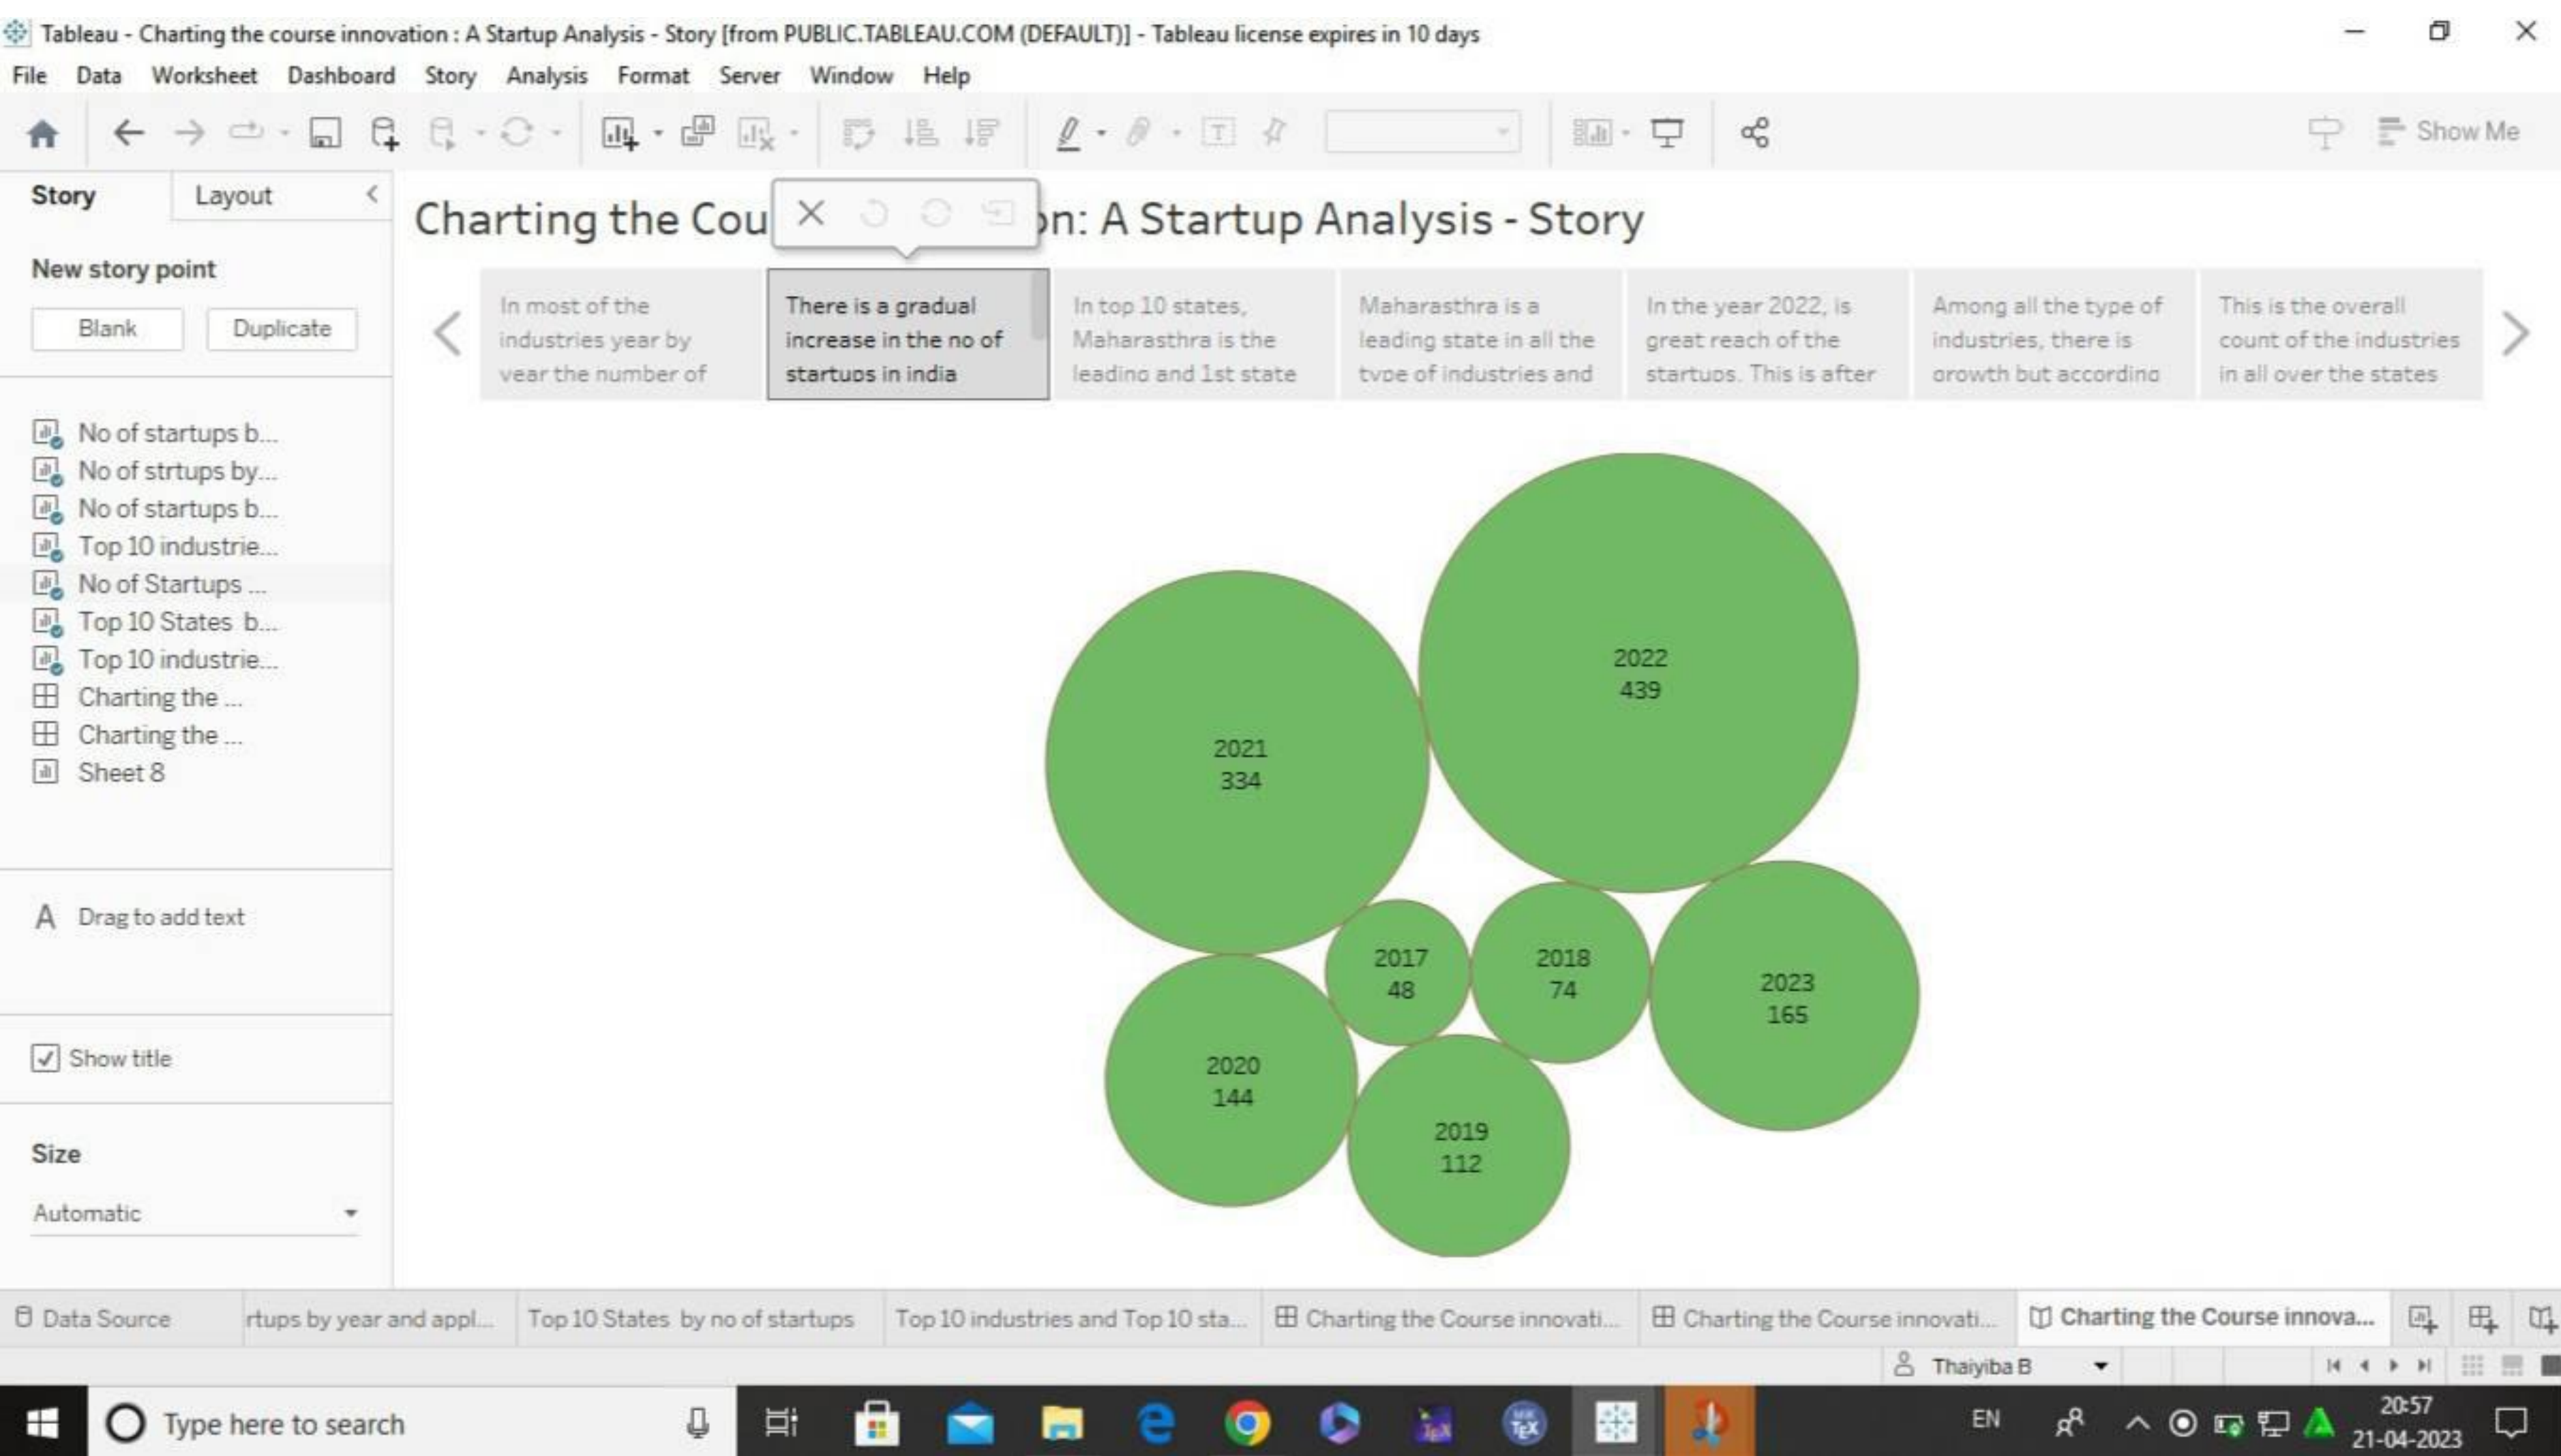 Tableau - Charting the course innovation : A Startup Analysis - Story [from PUBLIC.TABLEAU.COM (DEFAULT)] - Tableau license expires in 10 days
File Data Worksheet Dashboard Story Analysis Format Server Window Help
Show Me
Story Layout
New story point
Blank Duplicate
No of startups b...
No of strtups by...
No of startups b...
Top 10 industrie...
No of Startups ...
Top 10 States b...
Top 10 industrie...
Charting the ...
Charting the ...
Sheet 8
A Drag to add text
Show title
Size
Automatic
Charting the Cou on: A Startup Analysis - Story
In most of the
industries year by
year the number of
There is a gradual
increase in the no of
startups in india
In top 10 states,
Maharasthra is the
leading and 1st state
Maharasthra is a
leading state in all the
type of industries and
In the year 2022, is
great reach of the
startups. This is after
Among all the type of
industries, there is
growth but according
This is the overall
count of the industries
in all over the states
2022
439
2021
334
2017
48
2018
74
2023
165
2020
144
2019
112
Data Source rtups by year and appl... Top 10 States by no of startups Top 10 industries and Top 10 sta... Charting the Course innovati... Charting the Course innovati... Charting the Course innova...
Thaiyiba B
Type here to search
EN
20:57
21-04-2023